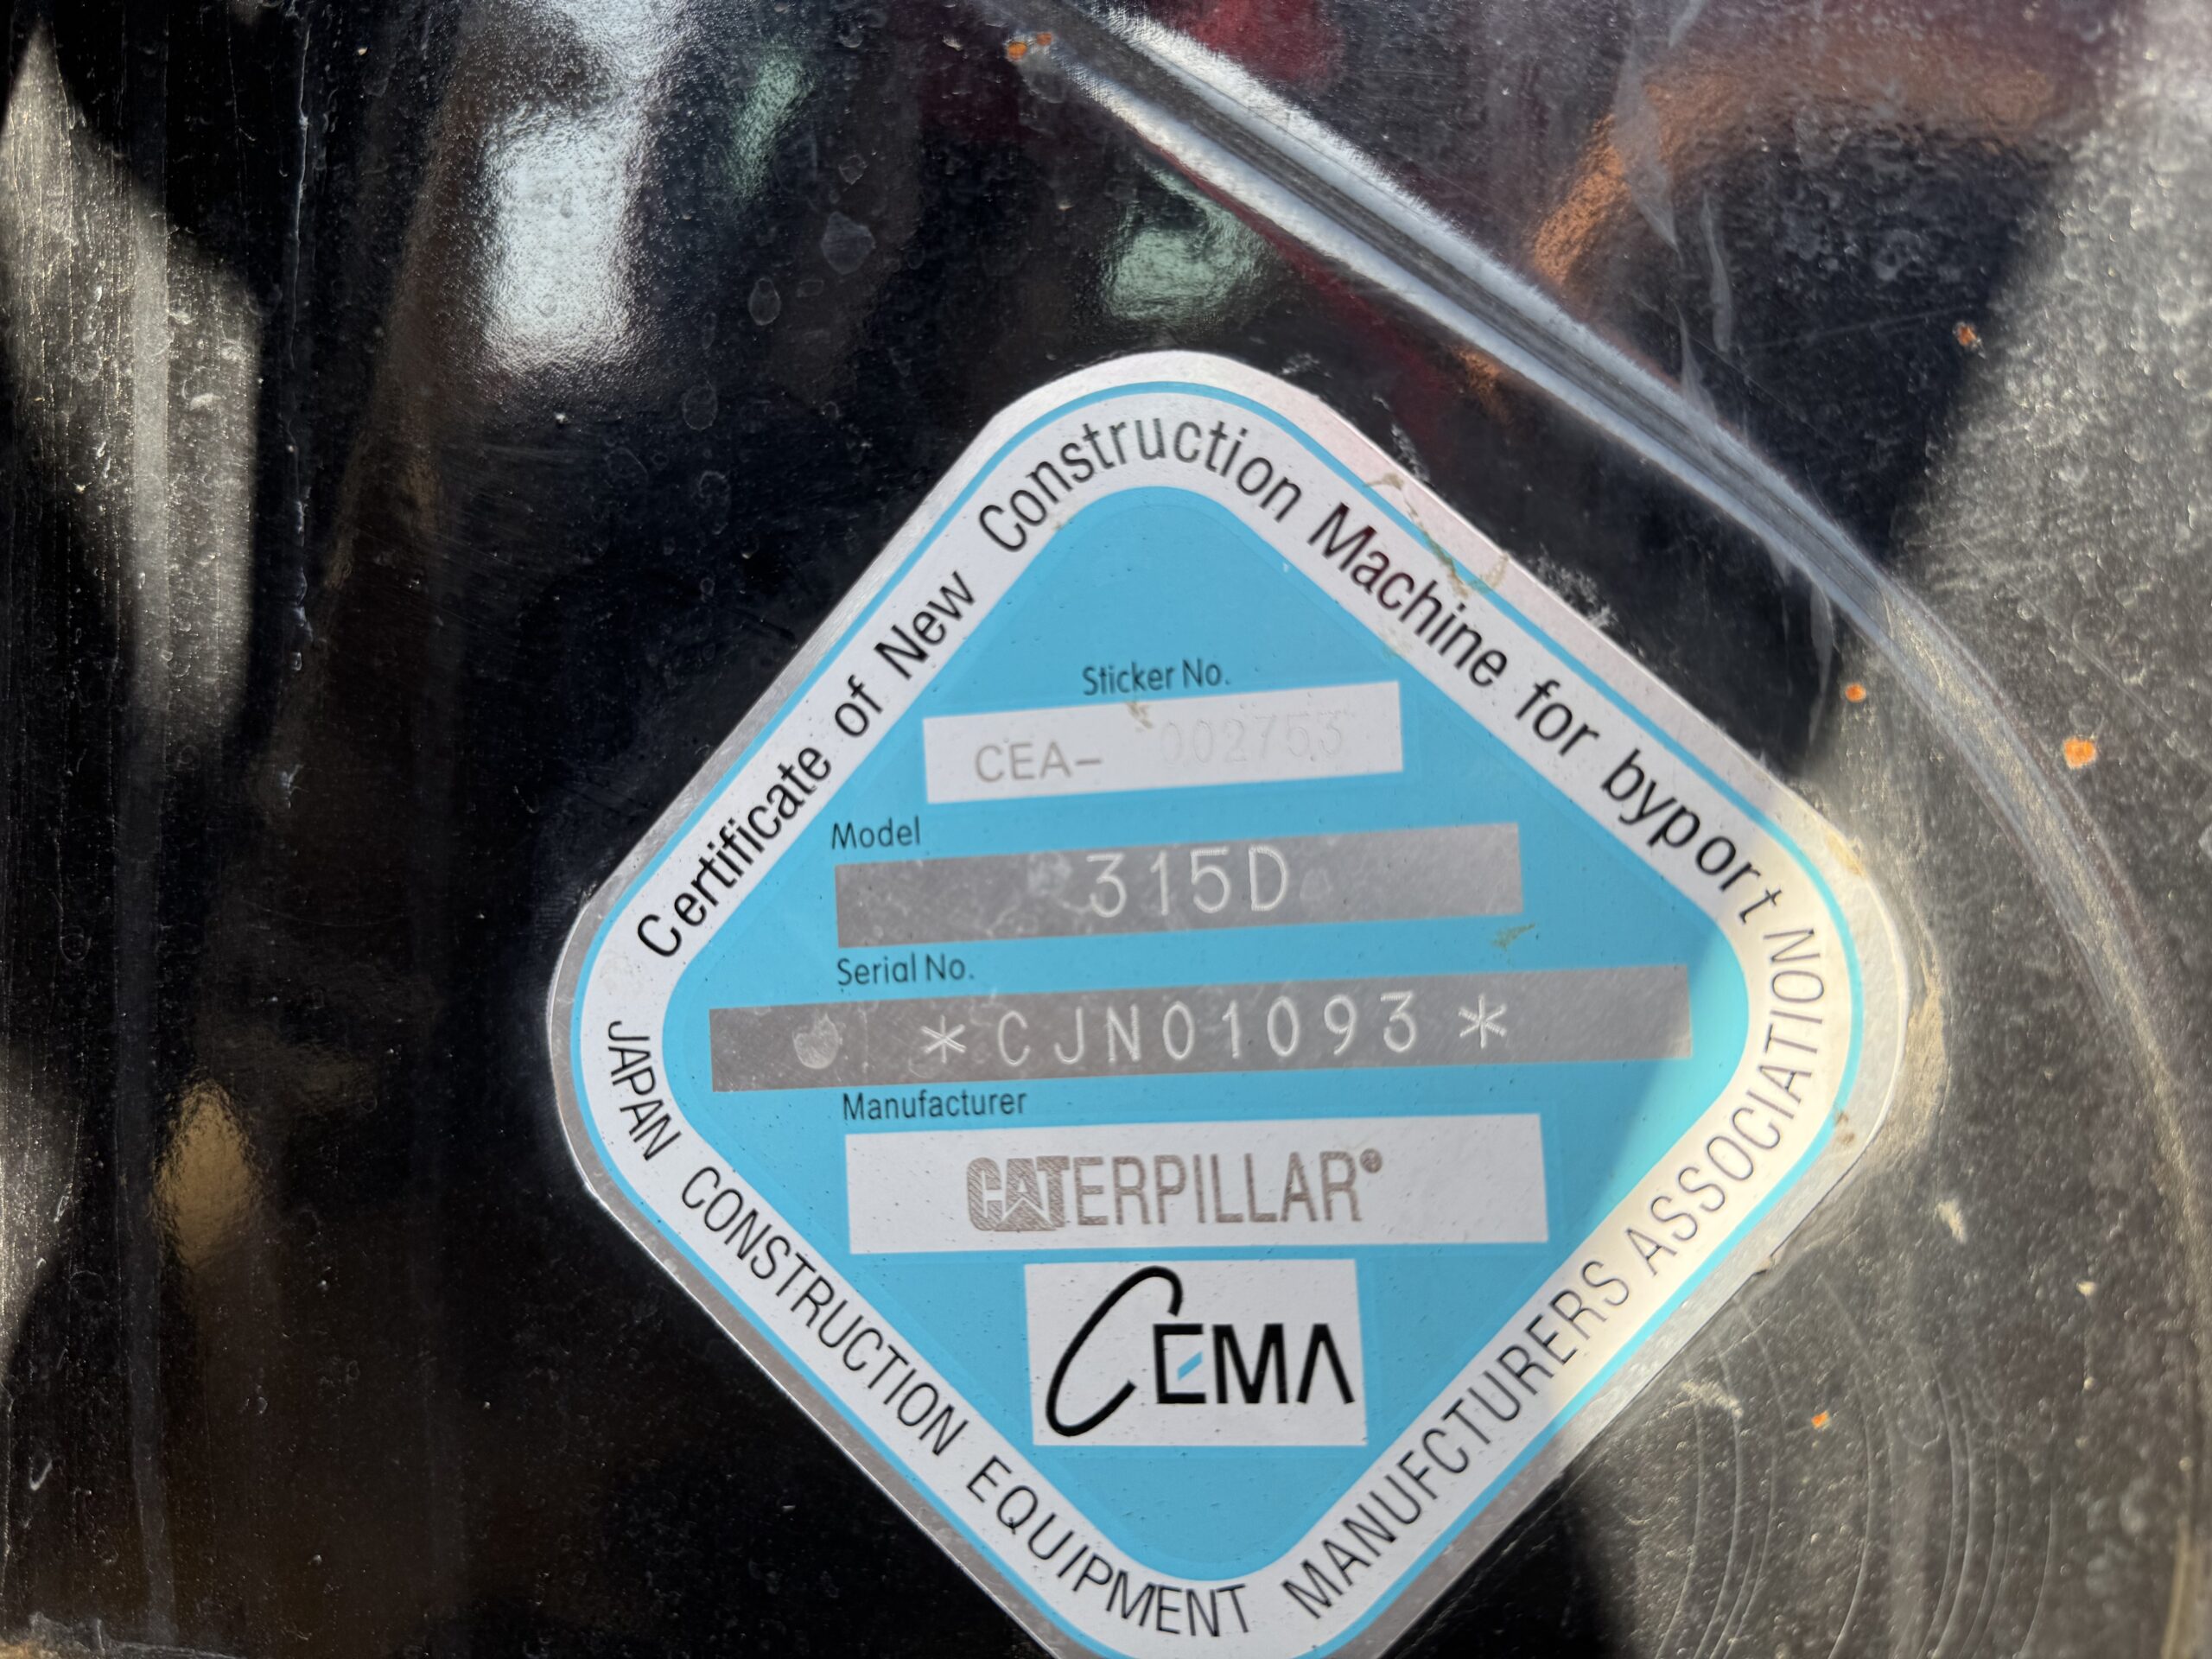 Certificate of New Construction Machine for byport
Sticker No.
CEA- 002753
Model
315D
Serial No.
*CJN01093*
Manufacturer
CATERPILLAR®
CEMA
JAPAN CONSTRUCTION EQUIPMENT MANUFCTURERS ASSOCIATION